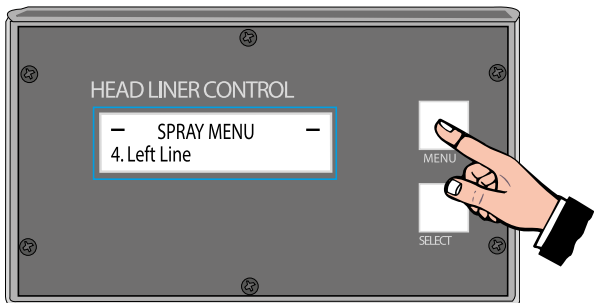 HEAD LINER CONTROL
– SPRAY MENU –
4. Left Line
MENU
SELECT